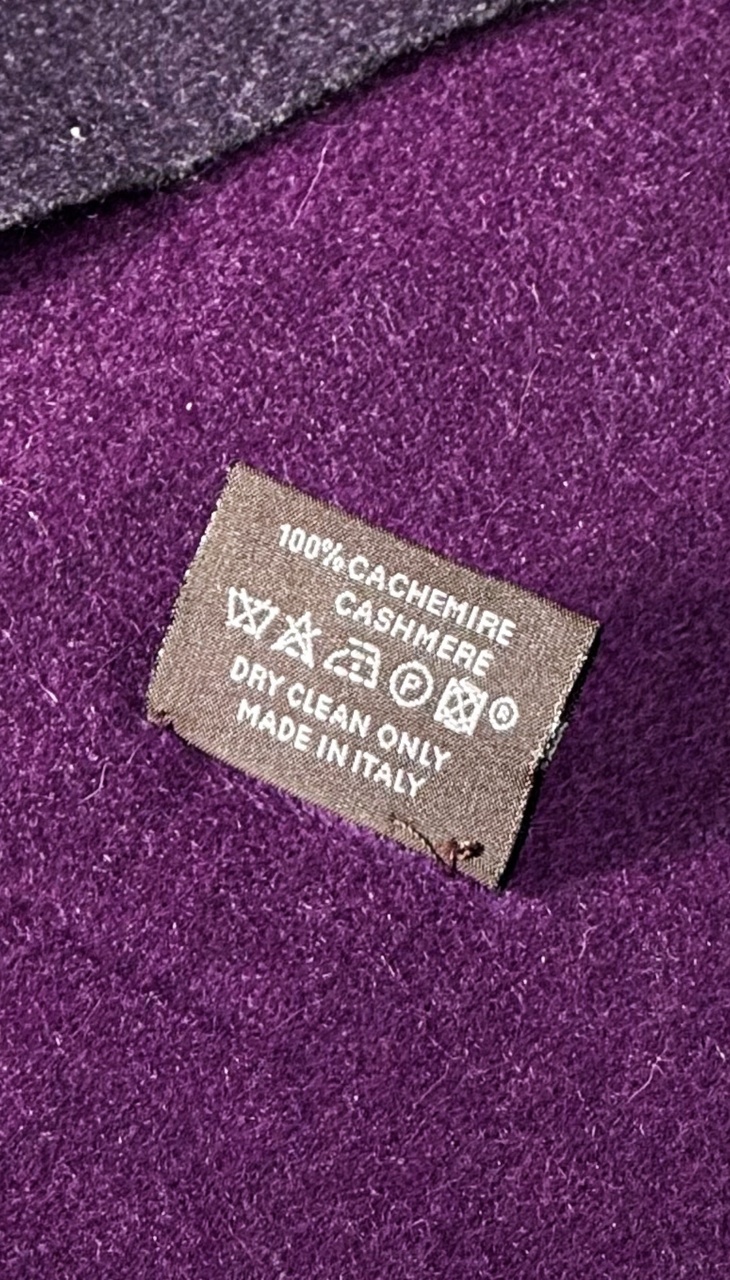 100% CACHEMIRE
CASHMERE
P ®
DRY CLEAN ONLY
MADE IN ITALY